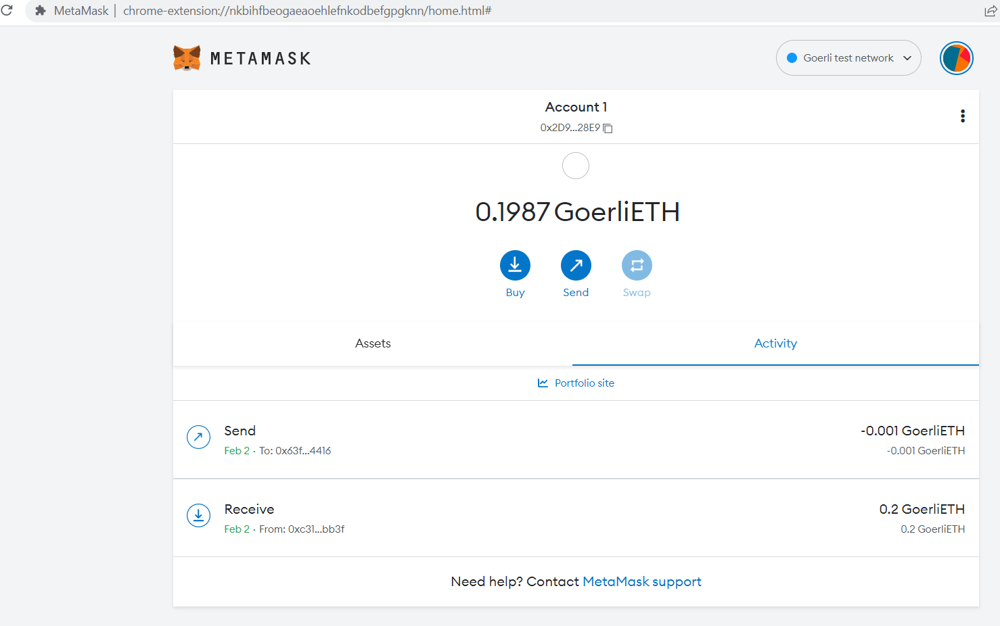 MetaMask | chrome-extension://nkbihfbeogaeaoehlefnkodbefgpgknn/home.html#
METAMASK
Goerli test network
Account 1
0x2D9...28E9
0.1987 GoerliETH
Buy Send Swap
Assets Activity
Portfolio site
Send -0.001 GoerliETH
Feb 2 · To: 0x63f...4416 -0.001 GoerliETH
Receive 0.2 GoerliETH
Feb 2 · From: 0xc31...bb3f 0.2 GoerliETH
Need help? Contact MetaMask support